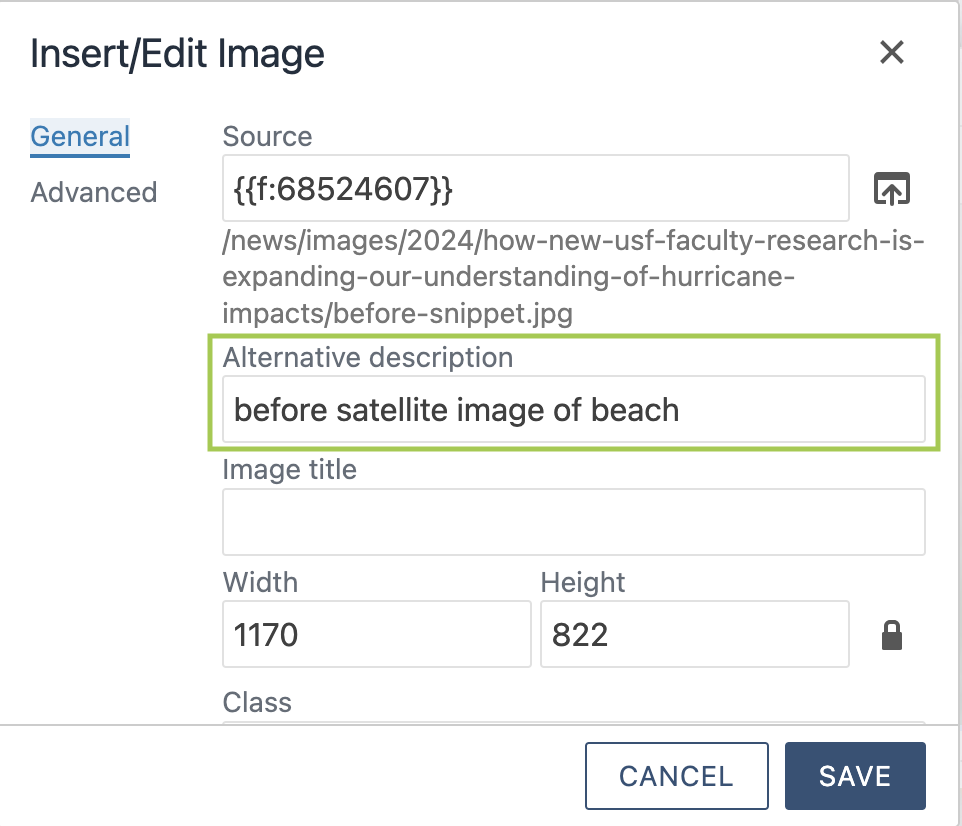 Insert/Edit Image
General
Advanced
Source
{{f:68524607}}
/news/images/2024/how-new-usf-faculty-research-is-
expanding-our-understanding-of-hurricane-
impacts/before-snippet.jpg
Alternative description
before satellite image of beach
Image title
Width
Height
1170
822
Class
CANCEL
SAVE